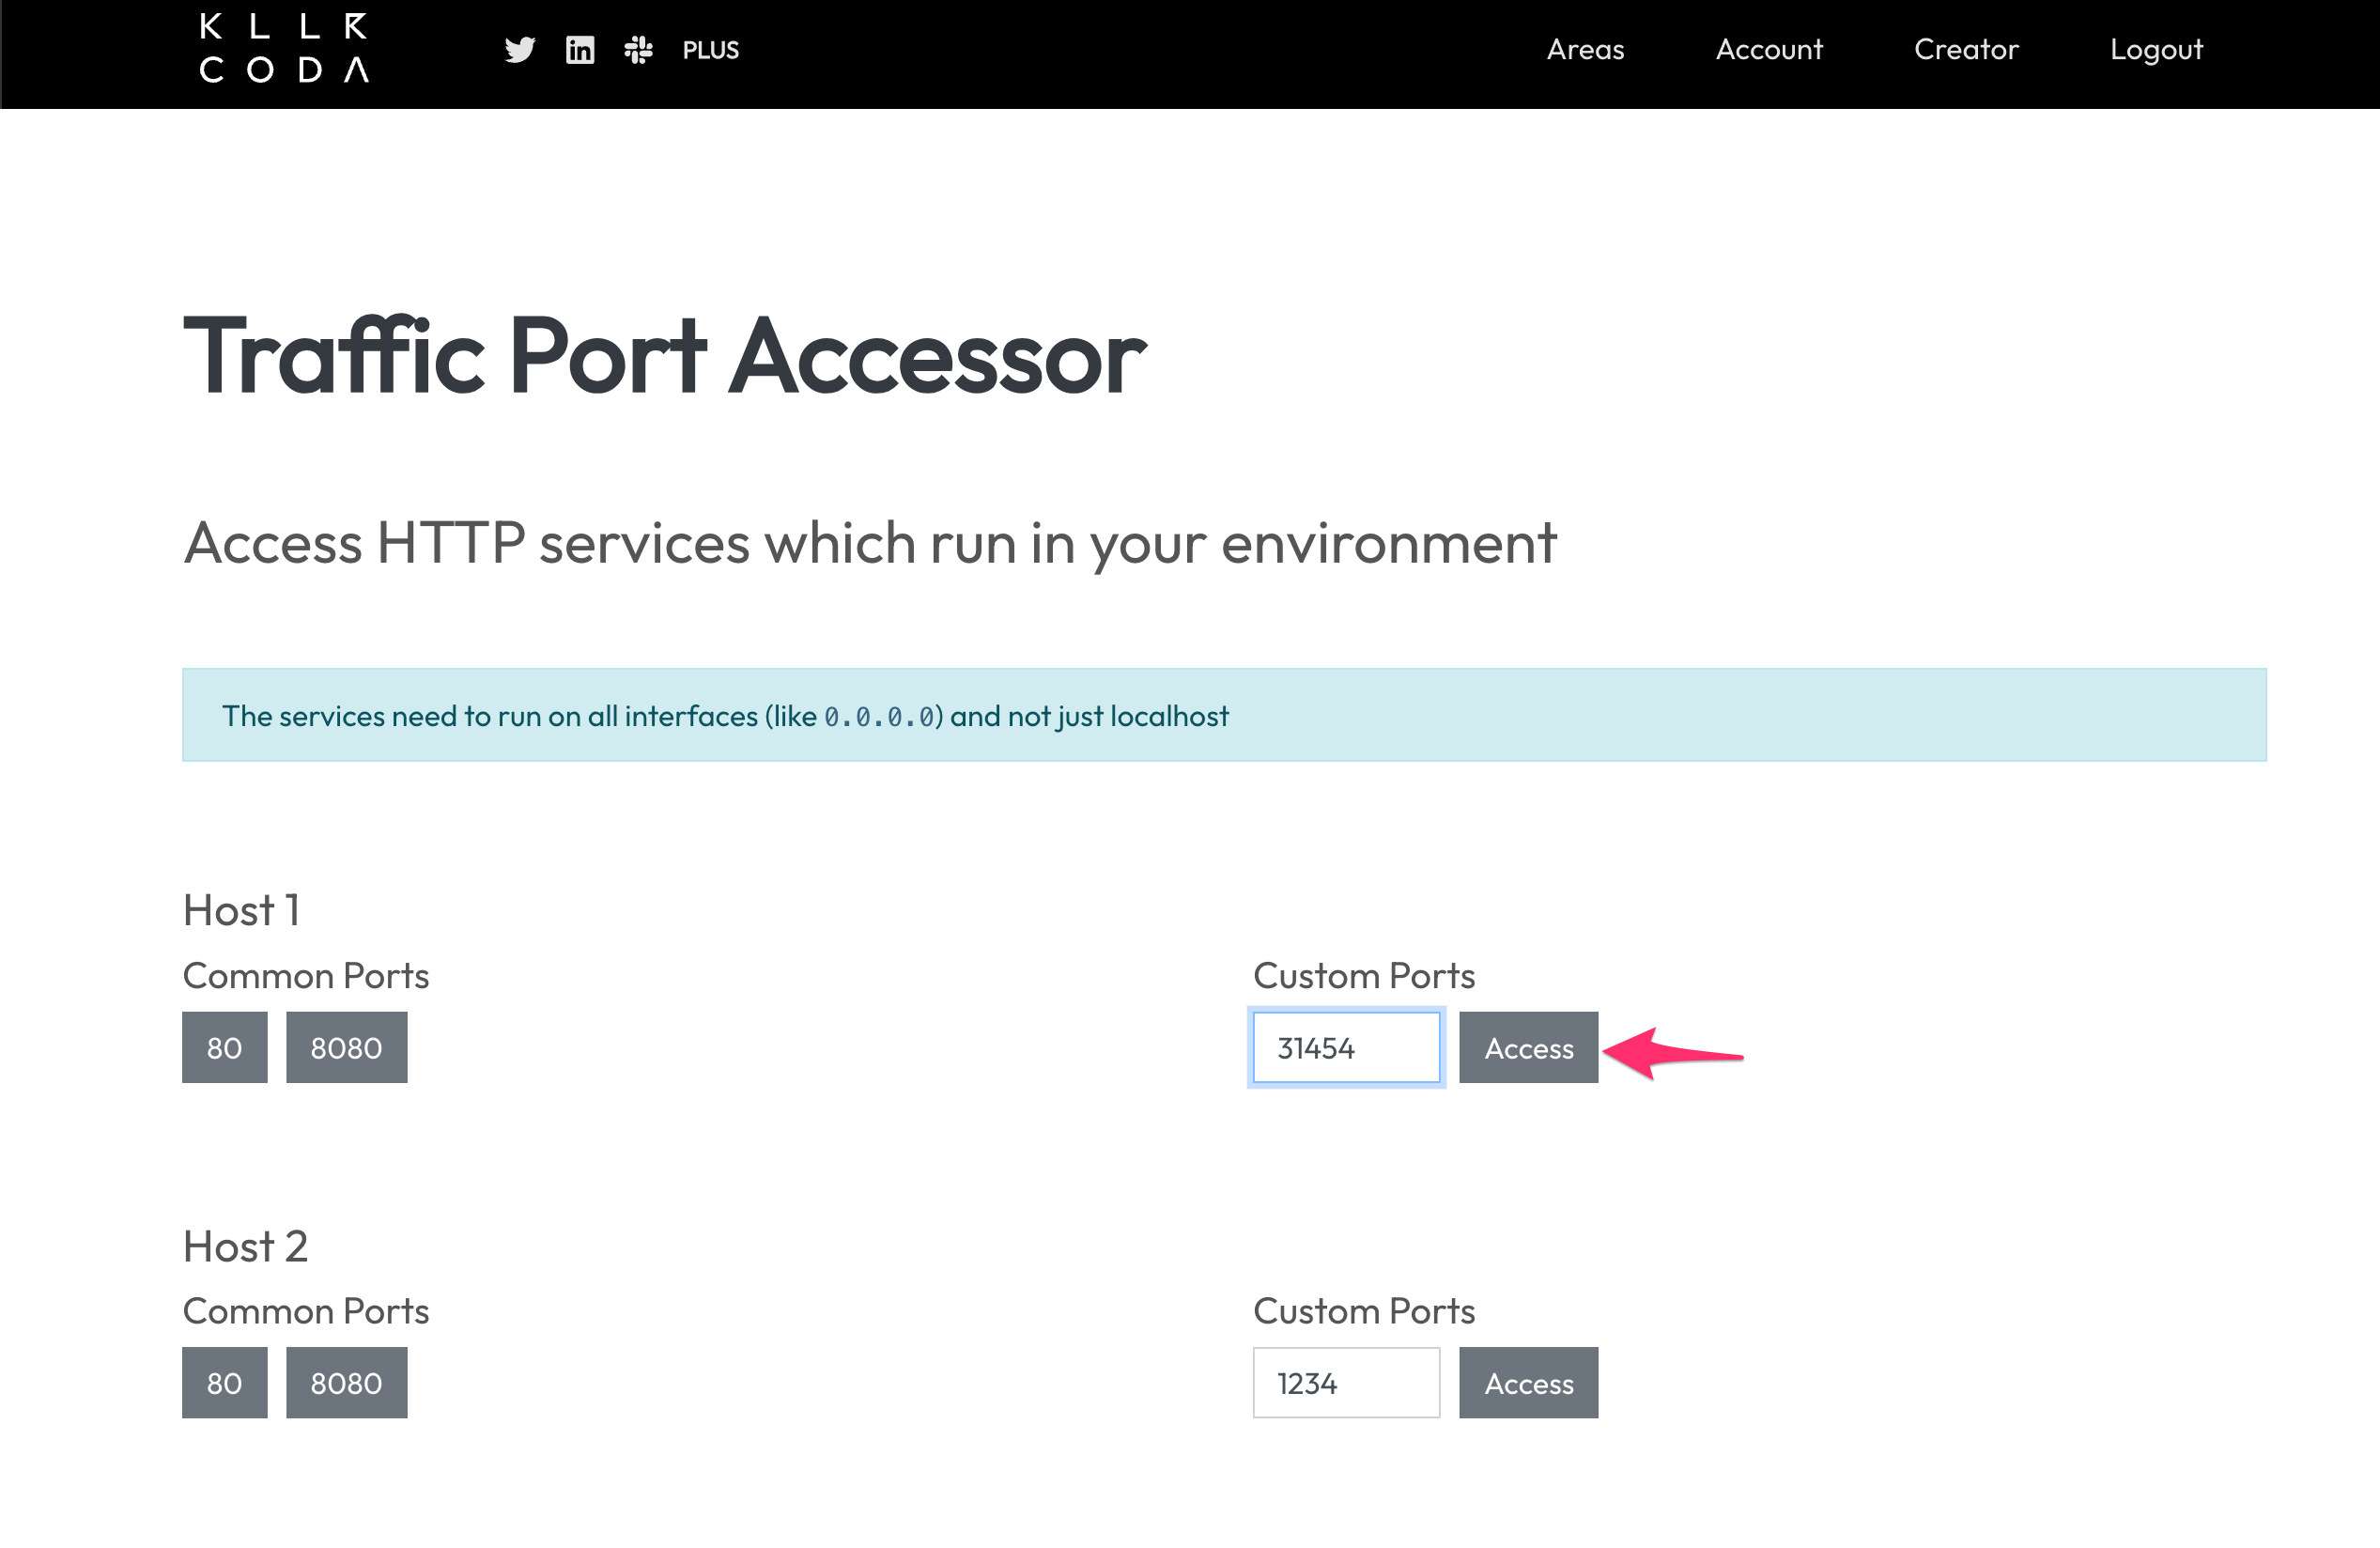 KLLR
CODA
PLUS
Areas
Account
Creator
Logout
Traffic Port Accessor
Access HTTP services which run in your environment
The services need to run on all interfaces (like 0.0.0.0) and not just localhost
Host 1
Common Ports
Custom Ports
80
8080
31454
Access
Host 2
Common Ports
Custom Ports
80
8080
1234
Access